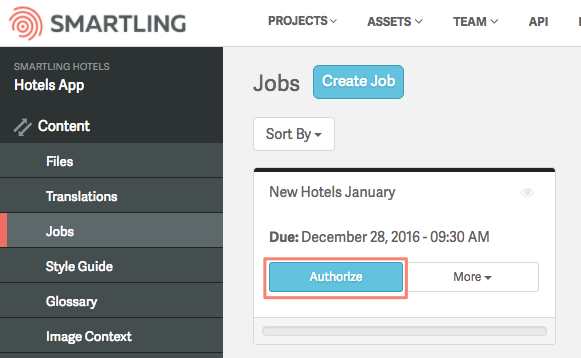 SMARTLING
PROJECTS ASSETS TEAM API
SMARTLING HOTELS
Hotels App
Content
Files
Translations
Jobs
Style Guide
Glossary
Image Context
Jobs Create Job
Sort By
New Hotels January
Due: December 28, 2016 - 09:30 AM
Authorize More